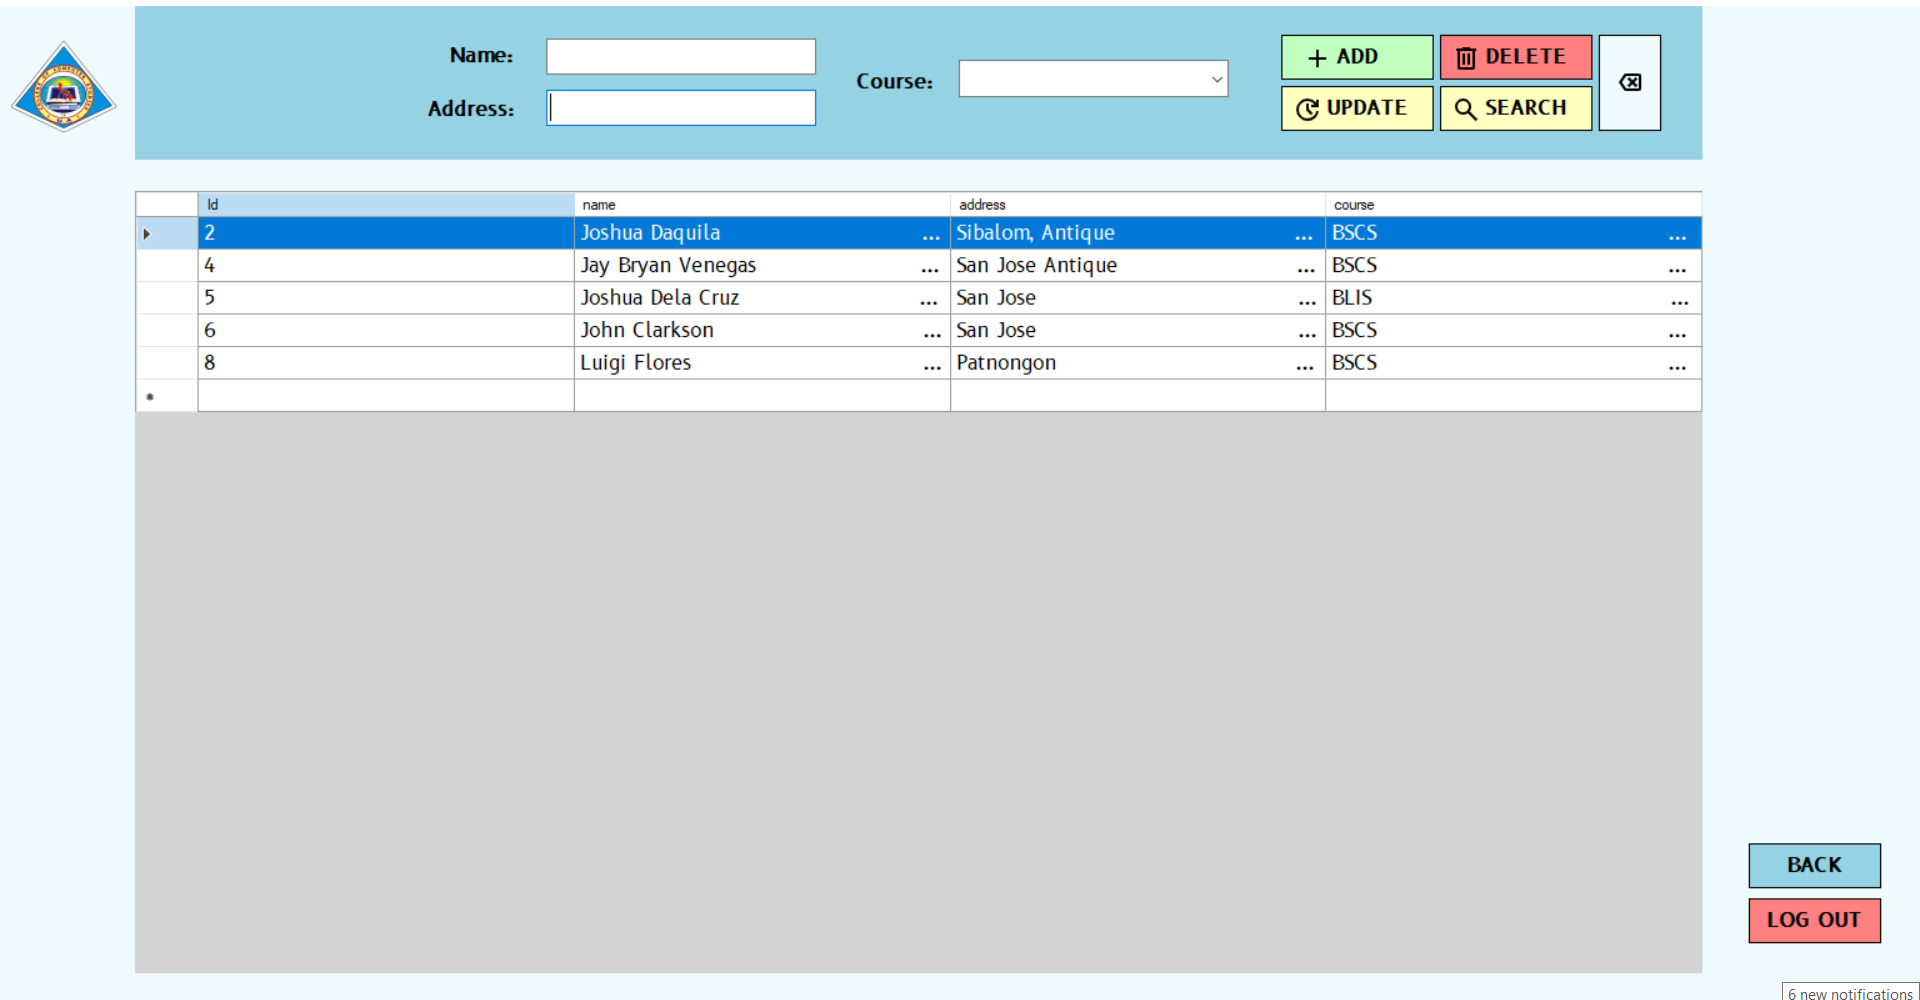 Name:
Address:
Course:
+ ADD
DELETE
UPDATE
SEARCH
Id name address course
2 Joshua Daquila ... Sibalom, Antique ... BSCS ...
4 Jay Bryan Venegas ... San Jose Antique ... BSCS ...
5 Joshua Dela Cruz ... San Jose ... BLIS ...
6 John Clarkson ... San Jose ... BSCS ...
8 Luigi Flores ... Patnongon ... BSCS ...
BACK
LOG OUT
6 new notifications